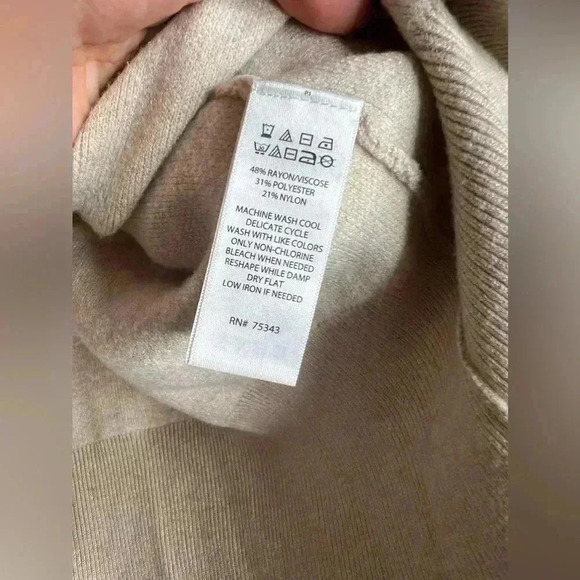 48% RAYON/VISCOSE
31% POLYESTER
21% NYLON
MACHINE WASH COOL
DELICATE CYCLE
WASH WITH LIKE COLORS
ONLY NON-CHLORINE
BLEACH WHEN NEEDED
RESHAPE WHILE DAMP
DRY FLAT
LOW IRON IF NEEDED
RN# 75343